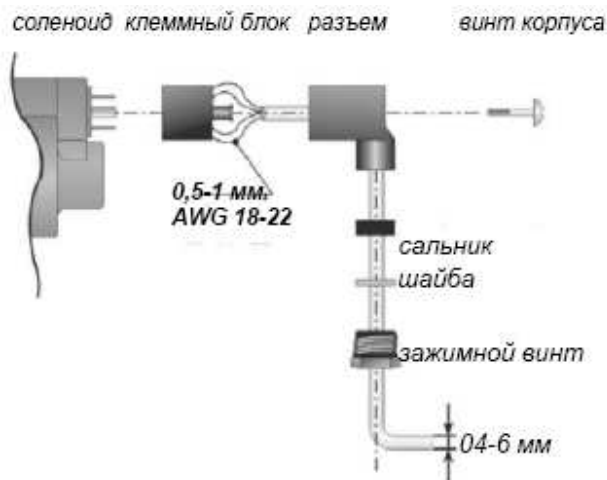 соленоид клеммный блок разъем винт корпуса
0,5-1 мм.
AWG 18-22
сальник
шайба
зажимной винт
04-6 мм